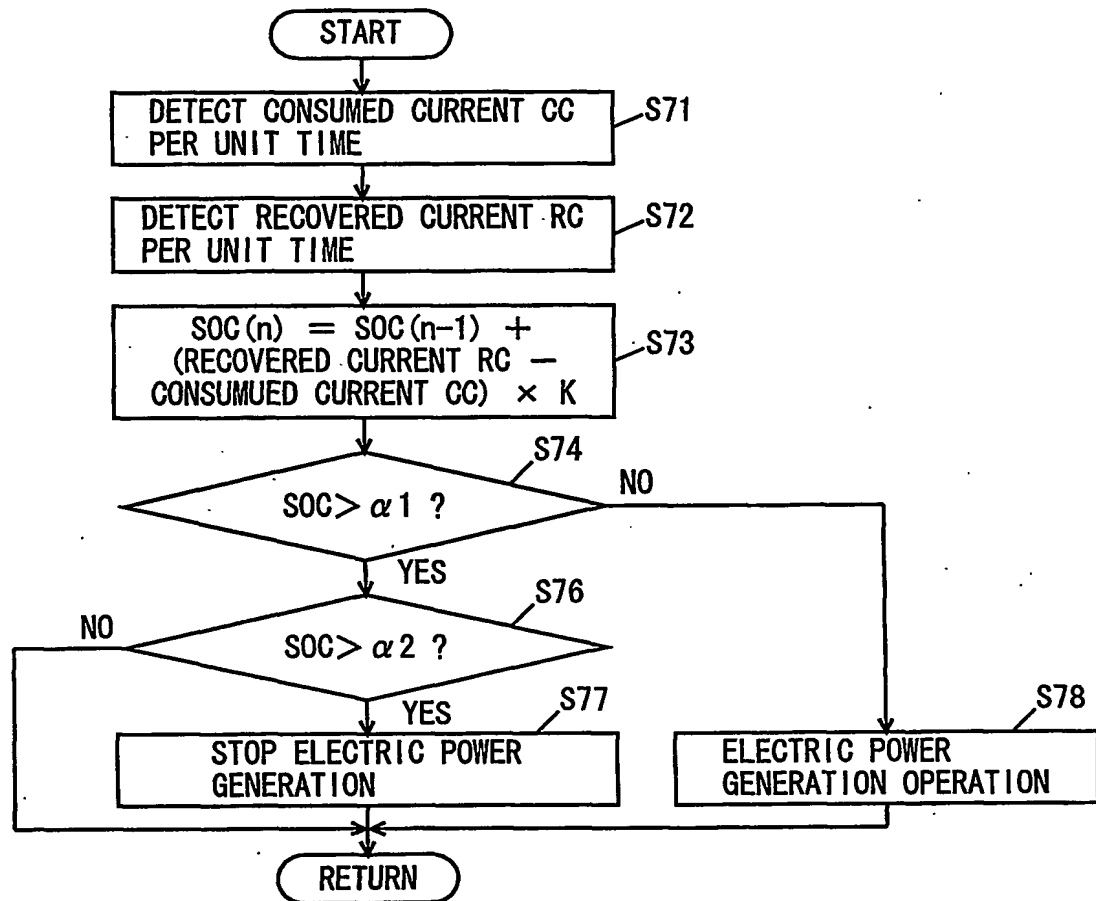 START
DETECT CONSUMED CURRENT CC
PER UNIT TIME
S71
DETECT RECOVERED CURRENT RC
PER UNIT TIME
S72
SOC(n) = SOC(n-1) +
(RECOVERED CURRENT RC −
CONSUMUED CURRENT CC) × K
S73
S74
SOC> α1 ?
NO
YES
S76
NO
SOC> α2 ?
YES
S77
S78
STOP ELECTRIC POWER
GENERATION
ELECTRIC POWER
GENERATION OPERATION
RETURN